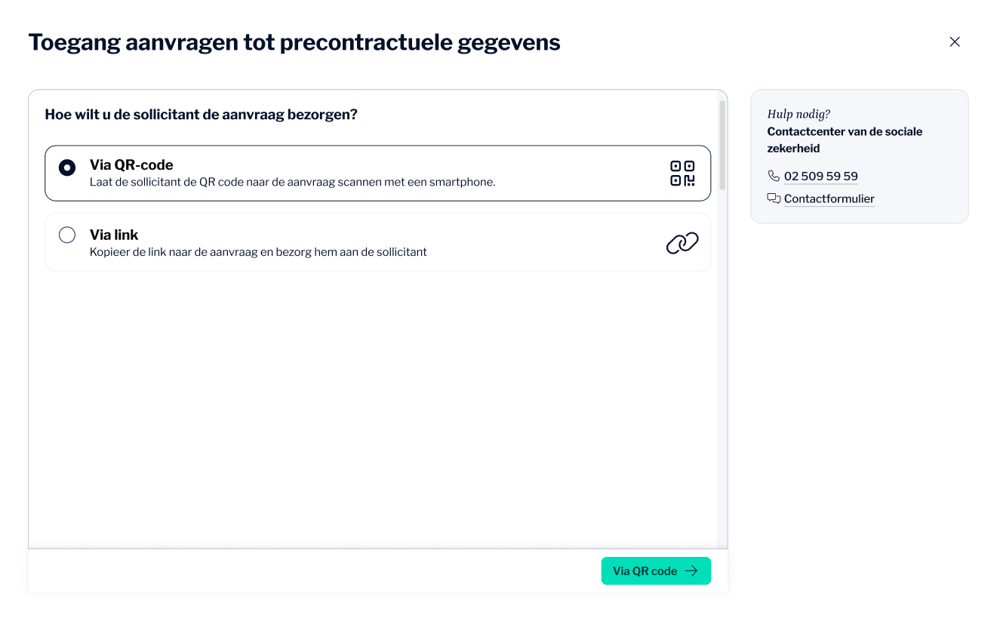 Toegang aanvragen tot precontractuele gegevens
Hoe wilt u de sollicitant de aanvraag bezorgen?
Via QR-code
Laat de sollicitant de QR code naar de aanvraag scannen met een smartphone.
Via link
Kopieer de link naar de aanvraag en bezorg hem aan de sollicitant
Via QR code
Hulp nodig?
Contactcenter van de sociale
zekerheid
02 509 59 59
Contactformulier